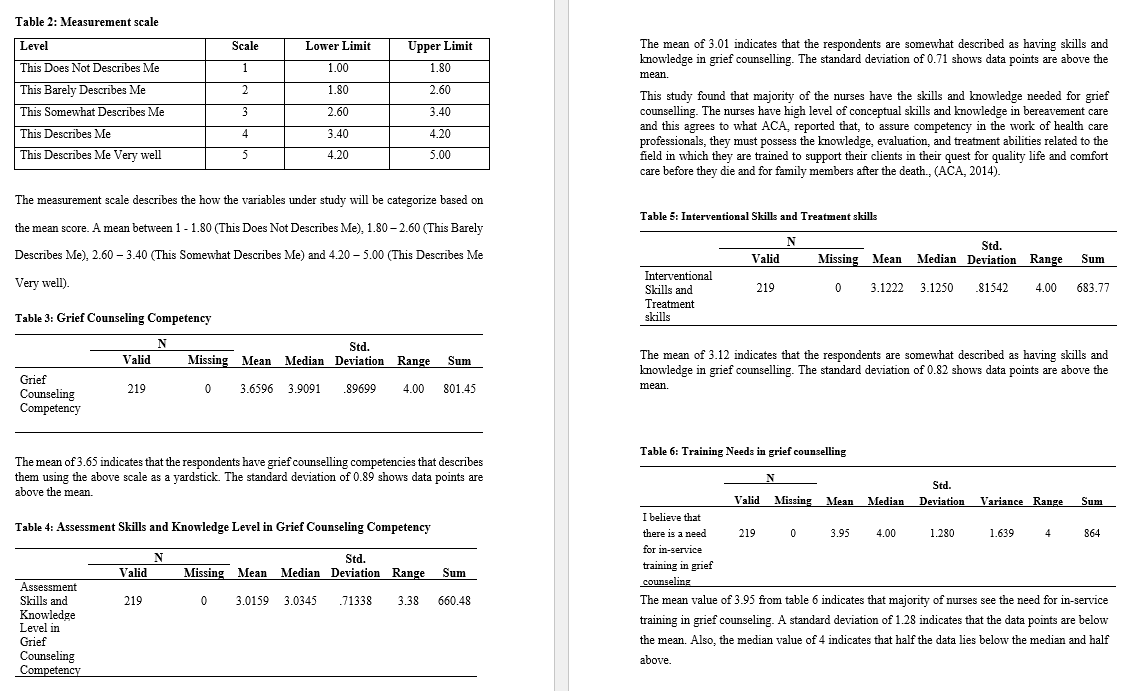 Table 2: Measurement scale
Level Scale Lower Limit Upper Limit
This Does Not Describes Me 1 1.00 1.80
This Barely Describes Me 2 1.80 2.60
This Somewhat Describes Me 3 2.60 3.40
This Describes Me 4 3.40 4.20
This Describes Me Very well 5 4.20 5.00
The measurement scale describes the how the variables under study will be categorize based on
the mean score. A mean between 1 - 1.80 (This Does Not Describes Me), 1.80 – 2.60 (This Barely
Describes Me), 2.60 – 3.40 (This Somewhat Describes Me) and 4.20 – 5.00 (This Describes Me
Very well).
Table 3: Grief Counseling Competency
N Std.
Valid Missing Mean Median Deviation Range Sum
Grief
Counseling 219 0 3.6596 3.9091 .89699 4.00 801.45
Competency
The mean of 3.65 indicates that the respondents have grief counselling competencies that describes
them using the above scale as a yardstick. The standard deviation of 0.89 shows data points are
above the mean.
Table 4: Assessment Skills and Knowledge Level in Grief Counseling Competency
N Std.
Valid Missing Mean Median Deviation Range Sum
Assessment
Skills and 219 0 3.0159 3.0345 .71338 3.38 660.48
Knowledge
Level in
Grief
Counseling
Competency
The mean of 3.01 indicates that the respondents are somewhat described as having skills and
knowledge in grief counselling. The standard deviation of 0.71 shows data points are above the
mean.
This study found that majority of the nurses have the skills and knowledge needed for grief
counselling. The nurses have high level of conceptual skills and knowledge in bereavement care
and this agrees to what ACA, reported that, to assure competency in the work of health care
professionals, they must possess the knowledge, evaluation, and treatment abilities related to the
field in which they are trained to support their clients in their quest for quality life and comfort
care before they die and for family members after the death., (ACA, 2014).
Table 5: Interventional Skills and Treatment skills
N Std.
Valid Missing Mean Median Deviation Range Sum
Interventional
Skills and 219 0 3.1222 3.1250 .81542 4.00 683.77
Treatment
skills
The mean of 3.12 indicates that the respondents are somewhat described as having skills and
knowledge in grief counselling. The standard deviation of 0.82 shows data points are above the
mean.
Table 6: Training Needs in grief counselling
N Std.
Valid Missing Mean Median Deviation Variance Range Sum
I believe that
there is a need 219 0 3.95 4.00 1.280 1.639 4 864
for in-service
training in grief
counseling
The mean value of 3.95 from table 6 indicates that majority of nurses see the need for in-service
training in grief counseling. A standard deviation of 1.28 indicates that the data points are below
the mean. Also, the median value of 4 indicates that half the data lies below the median and half
above.